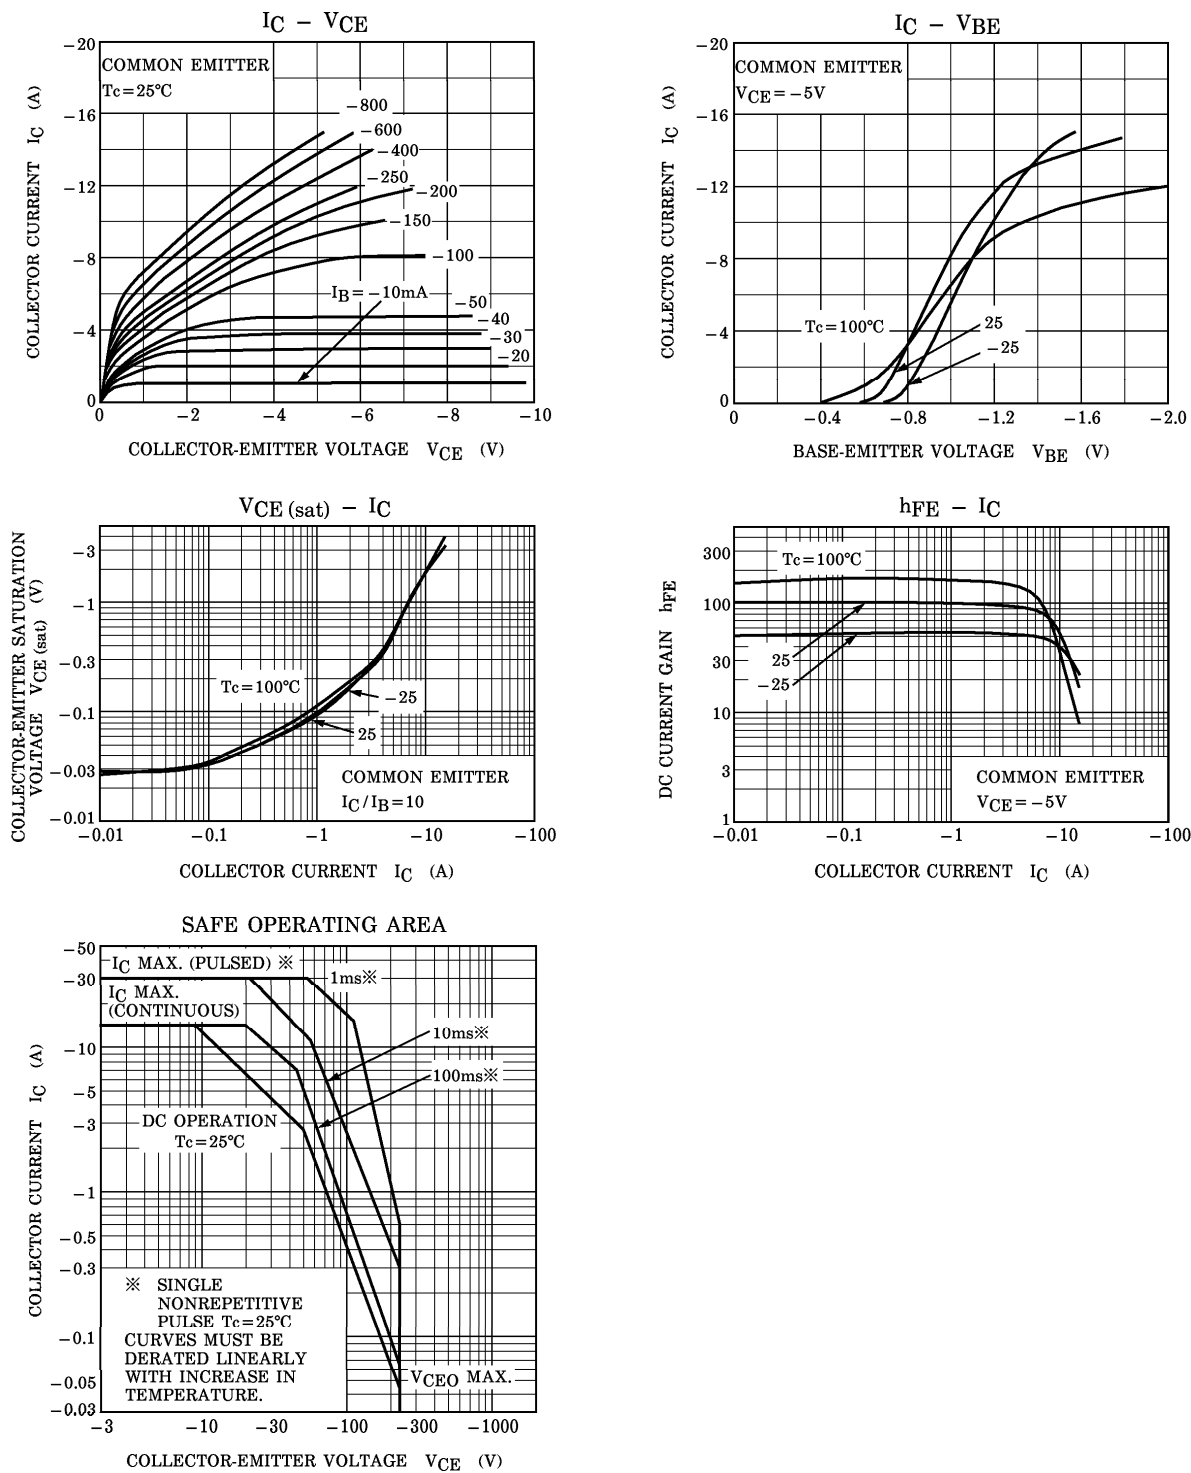 IC − VCE
−20
−16
−12
−8
−4
0
COLLECTOR CURRENT IC (A)
COMMON EMITTER
Tc=25°C
−800
−600
−400
−250
−200
−150
−100
IB=−10mA
−50
−40
−30
−20
0
−2
−4
−6
−8
−10
COLLECTOR-EMITTER VOLTAGE VCE (V)
IC − VBE
−20
−16
−12
−8
−4
0
COLLECTOR CURRENT IC (A)
COMMON EMITTER
VCE=−5V
Tc=100°C
25
−25
0
−0.4
−0.8
−1.2
−1.6
−2.0
BASE-EMITTER VOLTAGE VBE (V)
VCE (sat) − IC
COLLECTOR-EMITTER SATURATION
VOLTAGE VCE (sat) (V)
−3
−1
−0.3
−0.1
−0.03
−0.01
Tc=100°C
−25
25
COMMON EMITTER
IC/IB=10
−0.01
−0.1
−1
−10
−100
COLLECTOR CURRENT IC (A)
hFE − IC
DC CURRENT GAIN hFE
300
100
30
10
3
1
Tc=100°C
25
−25
COMMON EMITTER
VCE=−5V
−0.01
−0.1
−1
−10
−100
COLLECTOR CURRENT IC (A)
SAFE OPERATING AREA
COLLECTOR CURRENT IC (A)
−50
−30
−10
−5
−3
−1
−0.5
−0.3
−0.1
−0.05
−0.03
IC MAX. (PULSED) ※
IC MAX.
(CONTINUOUS)
1ms※
10ms※
100ms※
DC OPERATION
Tc=25°C
※ SINGLE
NONREPETITIVE
PULSE Tc=25°C
CURVES MUST BE
DERATED LINEARLY
WITH INCREASE IN
TEMPERATURE.
VCEO MAX.
−3
−10
−30
−100
−300
−1000
COLLECTOR-EMITTER VOLTAGE VCE (V)